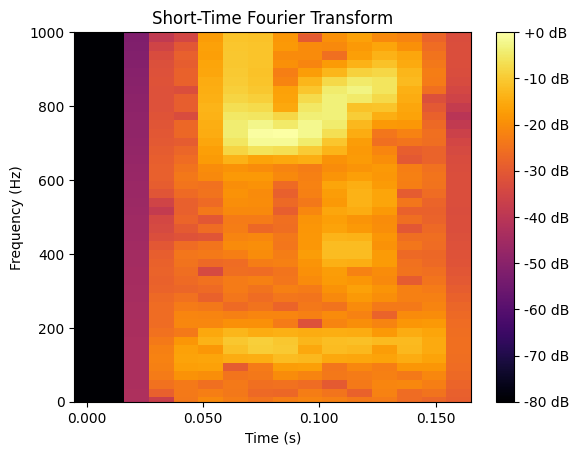 Short-Time Fourier Transform
Frequency (Hz)
1000
800
600
400
200
0
0.000
0.050
0.100
0.150
Time (s)
+0 dB
-10 dB
-20 dB
-30 dB
-40 dB
-50 dB
-60 dB
-70 dB
-80 dB